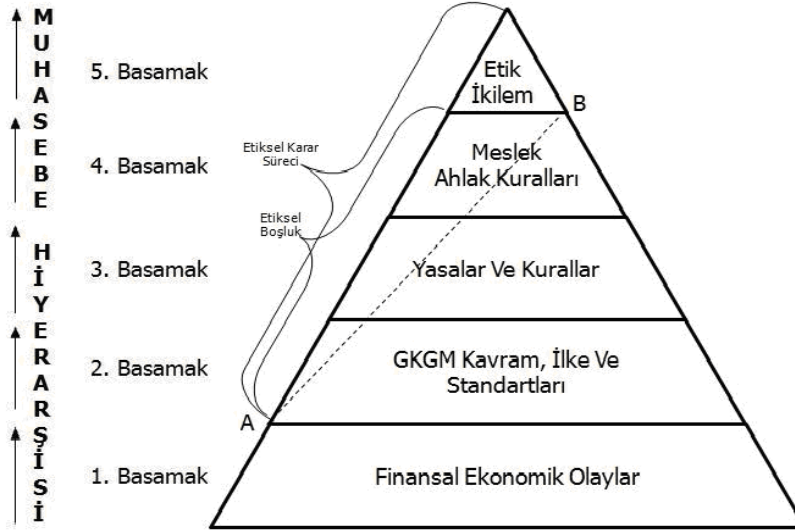 MUHASEBE HİYERARŞİSİ
5. Basamak
Etik
İkilem
B
Etiksel Karar
Süreci
4. Basamak
Meslek
Ahlak Kuralları
Etiksel
Boşluk
3. Basamak
Yasalar Ve Kurallar
2. Basamak
GKGM Kavram, İlke Ve
Standartları
A
1. Basamak
Finansal Ekonomik Olaylar